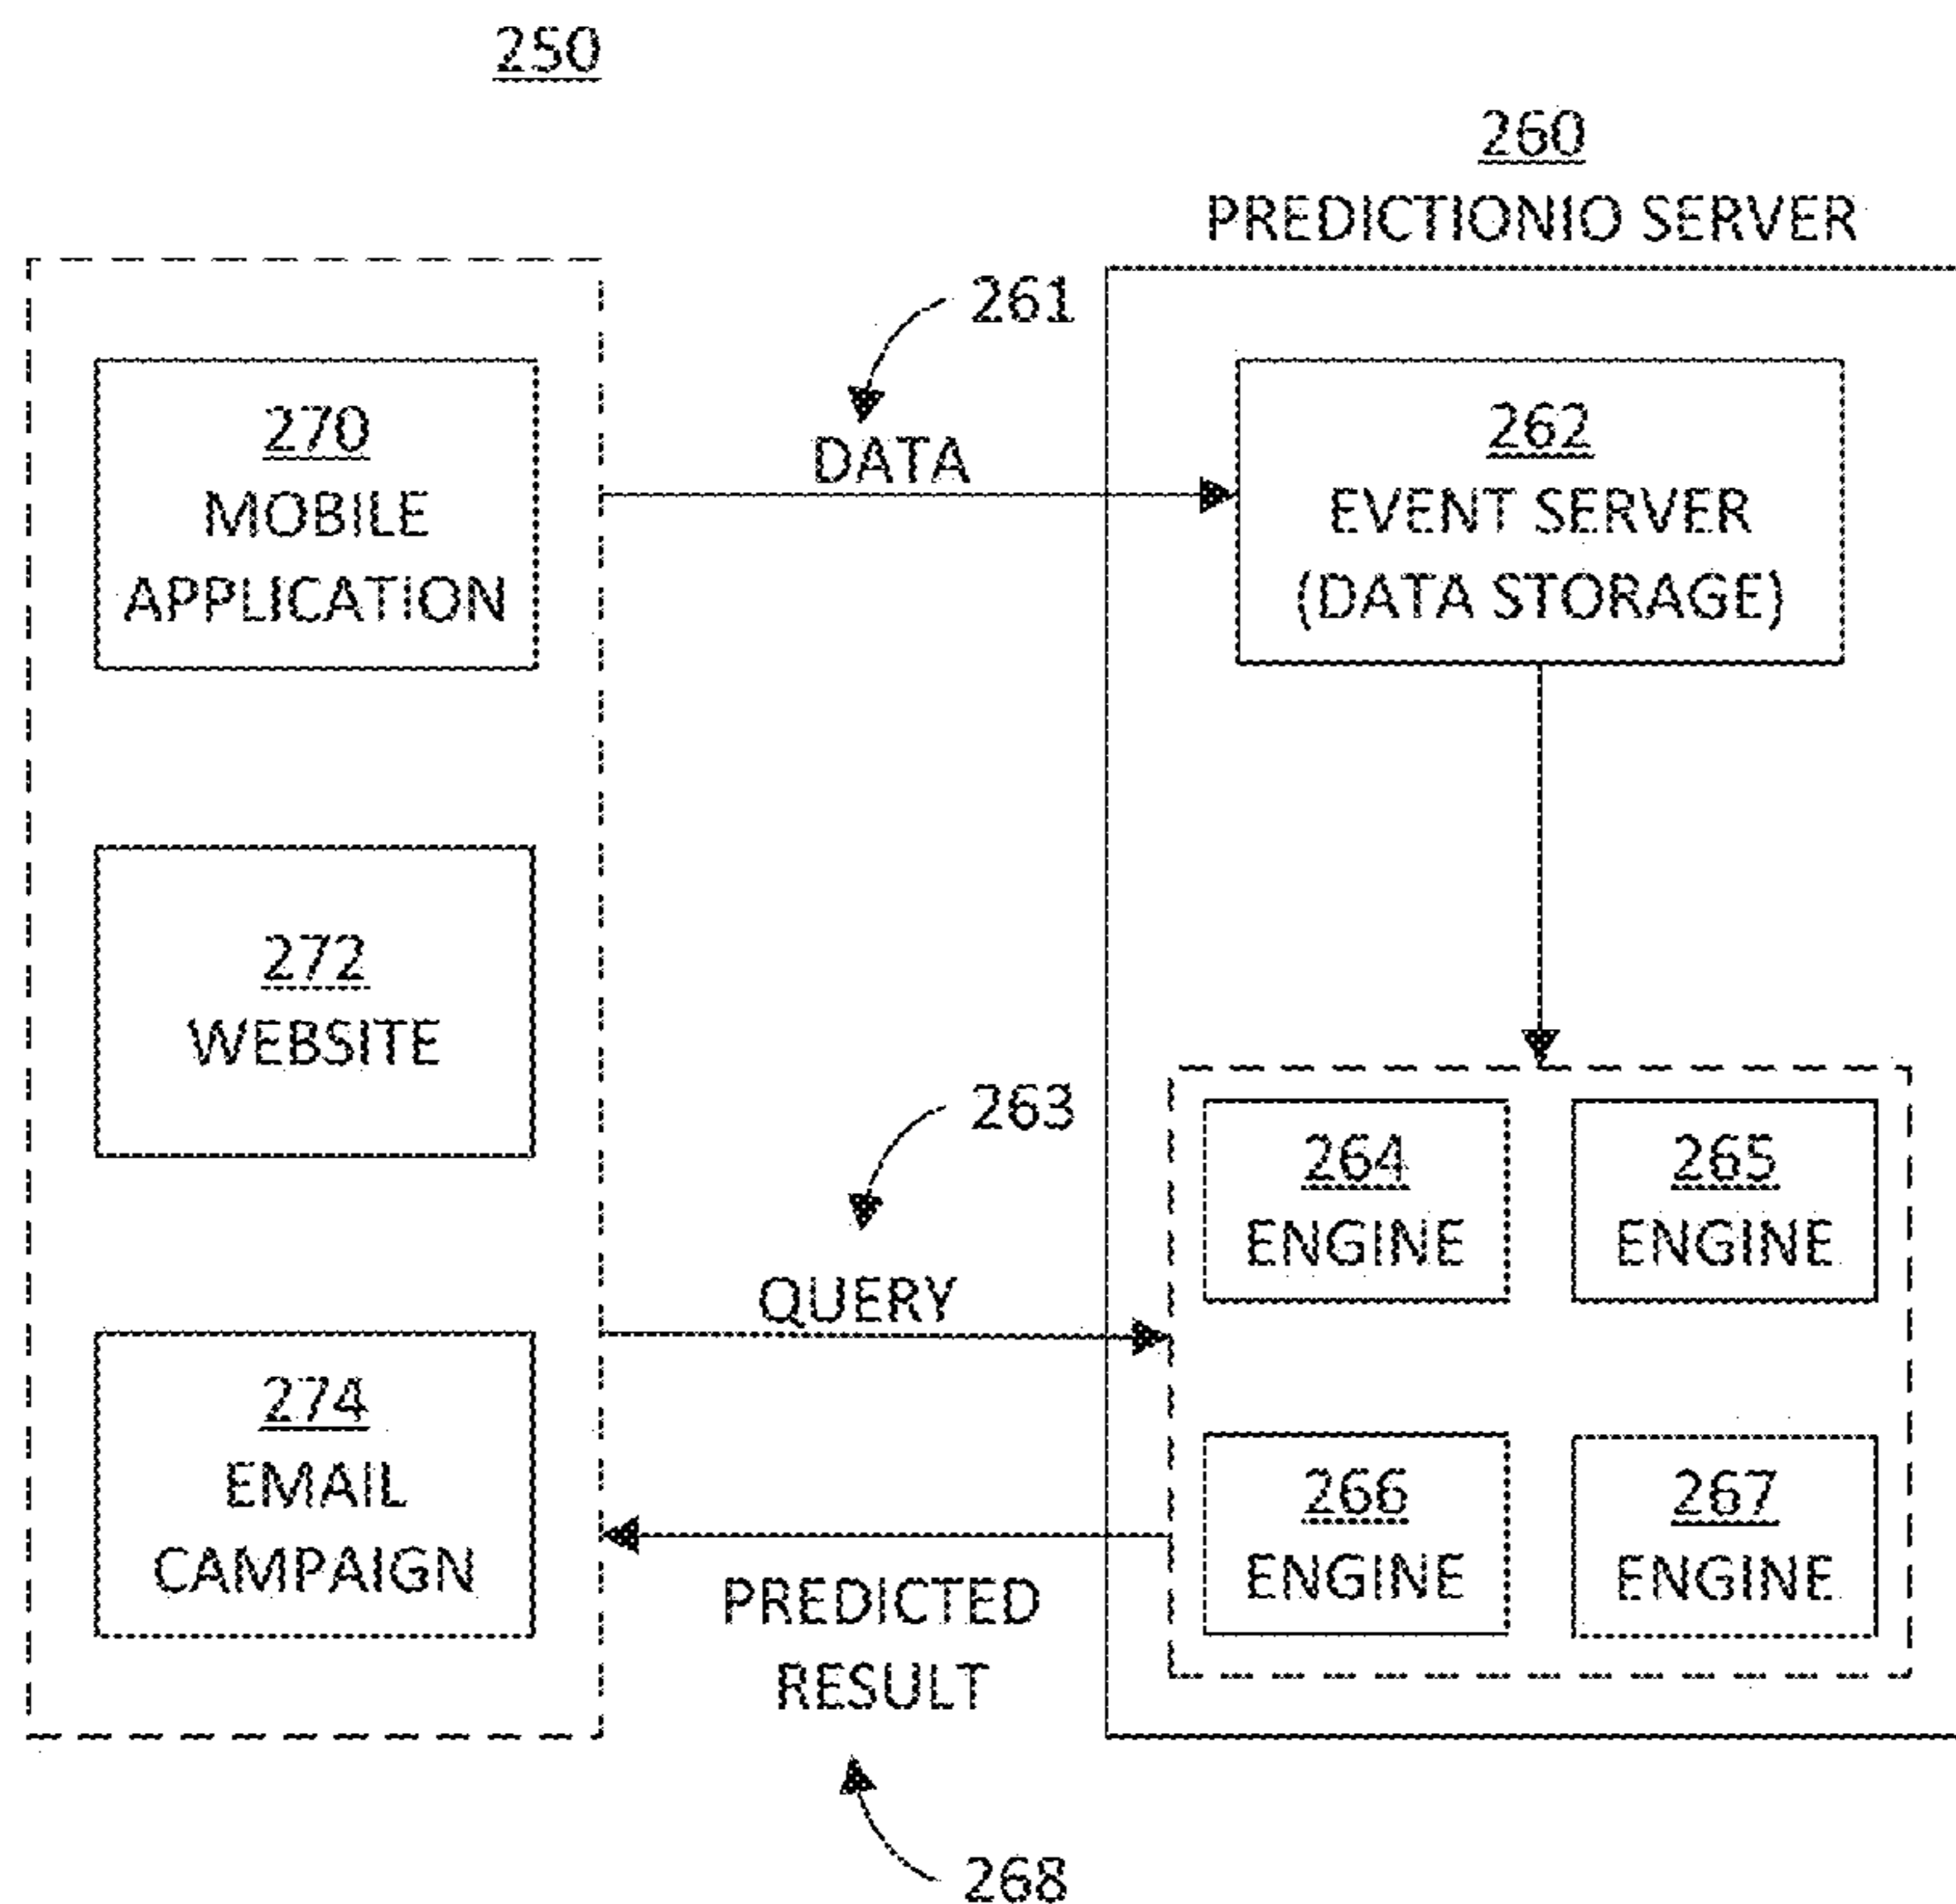 250
260
PREDICTIONIO SERVER
261
270
MOBILE
APPLICATION
DATA
262
EVENT SERVER
(DATA STORAGE)
272
WEBSITE
263
QUERY
264
ENGINE
265
ENGINE
274
EMAIL
CAMPAIGN
266
ENGINE
267
ENGINE
PREDICTED
RESULT
268